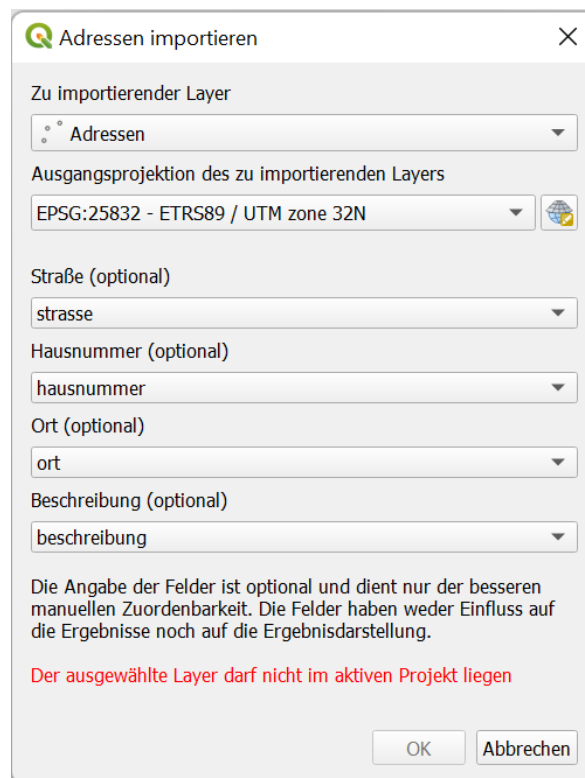 Adressen importieren
Zu importierender Layer
Adressen
Ausgangsprojektion des zu importierenden Layers
EPSG:25832 - ETRS89 / UTM zone 32N
Straße (optional)
strasse
Hausnummer (optional)
hausnummer
Ort (optional)
ort
Beschreibung (optional)
beschreibung
Die Angabe der Felder ist optional und dient nur der besseren
manuellen Zuordenbarkeit. Die Felder haben weder Einfluss auf
die Ergebnisse noch auf die Ergebnisdarstellung.
Der ausgewählte Layer darf nicht im aktiven Projekt liegen
OK Abbrechen